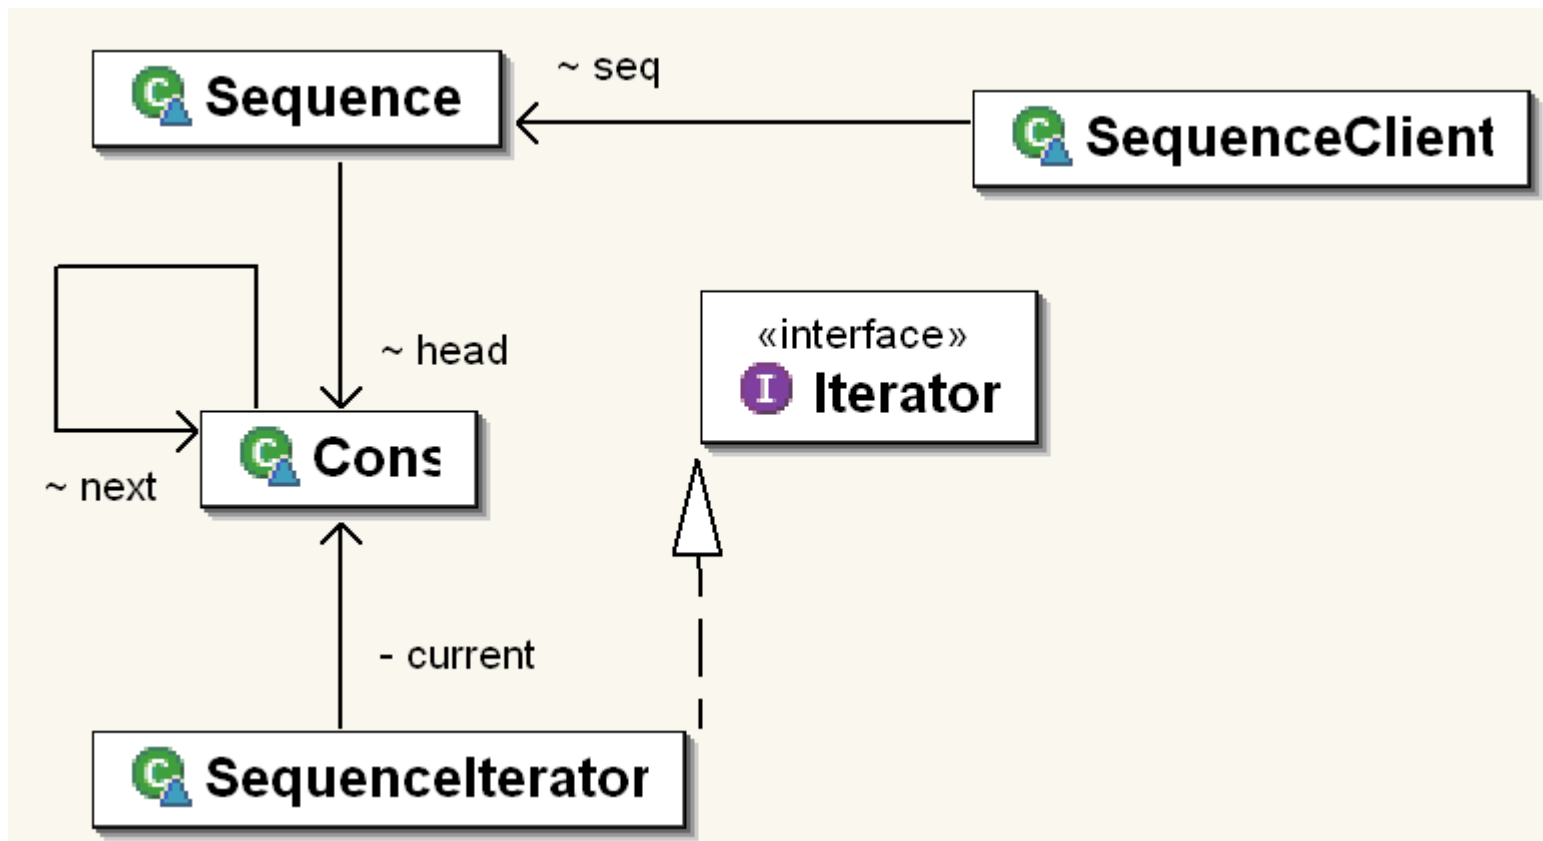 Sequence
~ seq
SequenceClient
~ head
«interface»
Iterator
Cons
~ next
- current
SequenceIterator